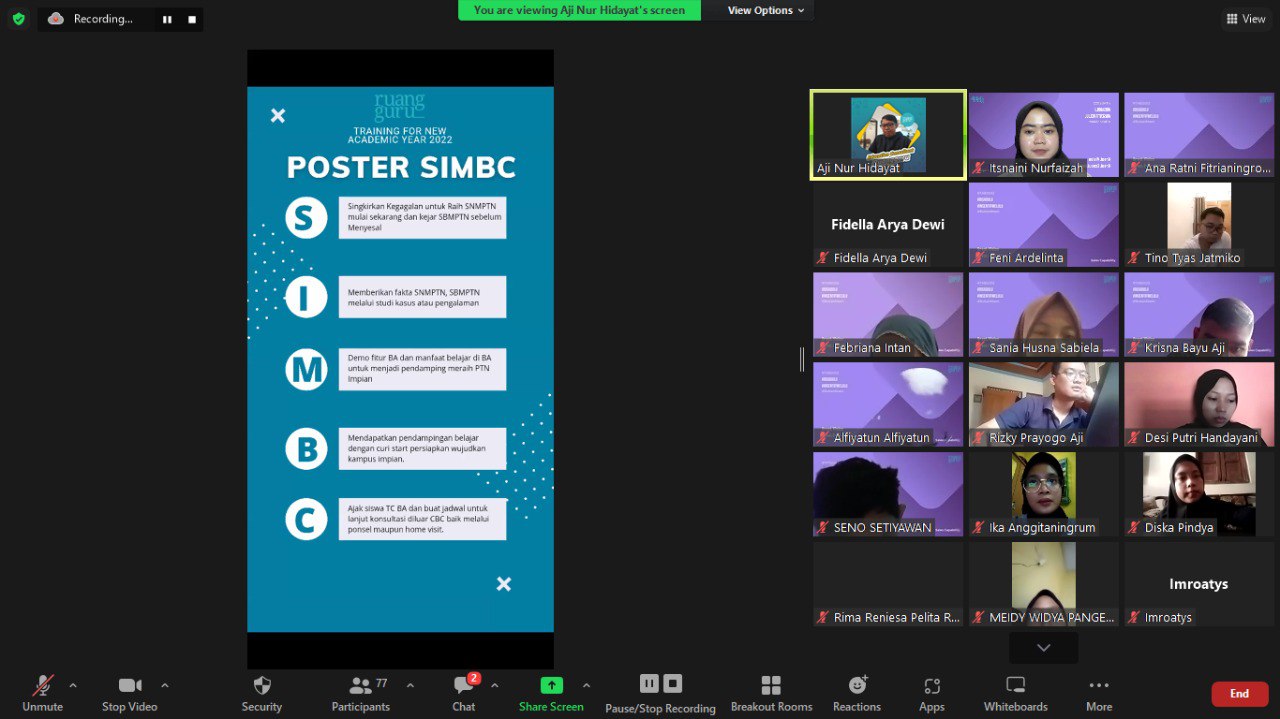 Recording...
You are viewing Aji Nur Hidayat's screen
View Options
View
ruang
guru
TRAINING FOR NEW
ACADEMIC YEAR 2022
POSTER SIMBC
S
Singkirkan Kegagalan untuk Raih SNMPTN
mulai sekarang dan kejar SBMPTN sebelum
Menyesal
I
Memberikan fakta SNMPTN, SBMPTN
melalui studi kasus atau pengalaman
M
Demo fitur BA dan manfaat belajar di BA
untuk menjadi pendamping meraih PTN
Impian
B
Mendapatkan pendampingan belajar
dengan curi start persiapkan wujudkan
kampus impian.
C
Ajak siswa TC BA dan buat jadwal untuk
lanjut konsultasi diluar CBC baik melalui
ponsel maupun home visit.
Aji Nur Hidayat
Itsnaini Nurfaizah
Ana Ratni Fitrianingro...
Fidella Arya Dewi
Fidella Arya Dewi
Feni Ardelinta
Tino Tyas Jatmiko
Febriana Intan
Sania Husna Sabiela
Krisna Bayu Aji
Alfiyatun Alfiyatun
Rizky Prayogo Aji
Desi Putri Handayani
SENO SETIYAWAN
Ika Anggitaningrum
Diska Pindya
Rima Reniesa Pelita R...
MEIDY WIDYA PANGE...
Imroatys
Imroatys
Unmute
Stop Video
Security
77
Participants
2
Chat
Share Screen
Pause/Stop Recording
Breakout Rooms
Reactions
Apps
Whiteboards
More
End